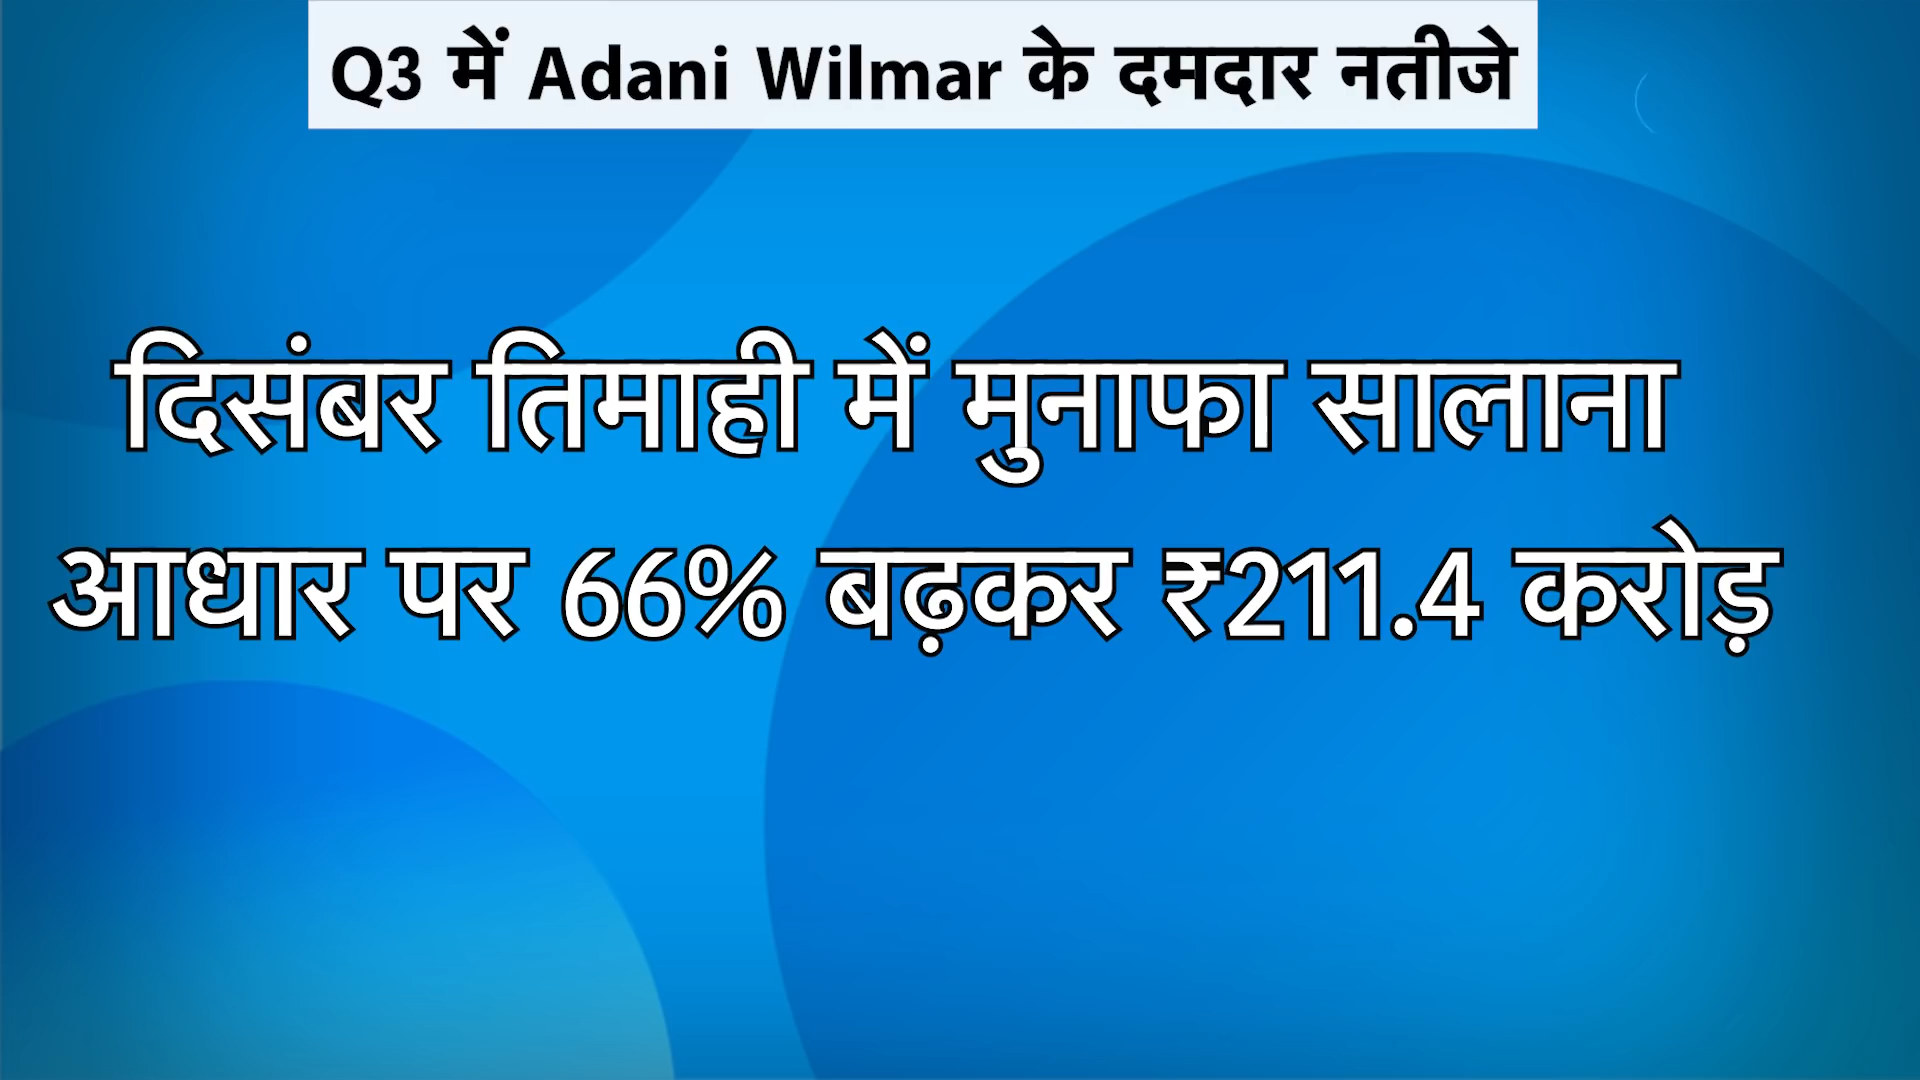 Q3 में Adani Wilmar के दमदार नतीजे
दिसंबर तिमाही में मुनाफा सालाना
आधार पर 66% बढ़कर ₹211.4 करोड़